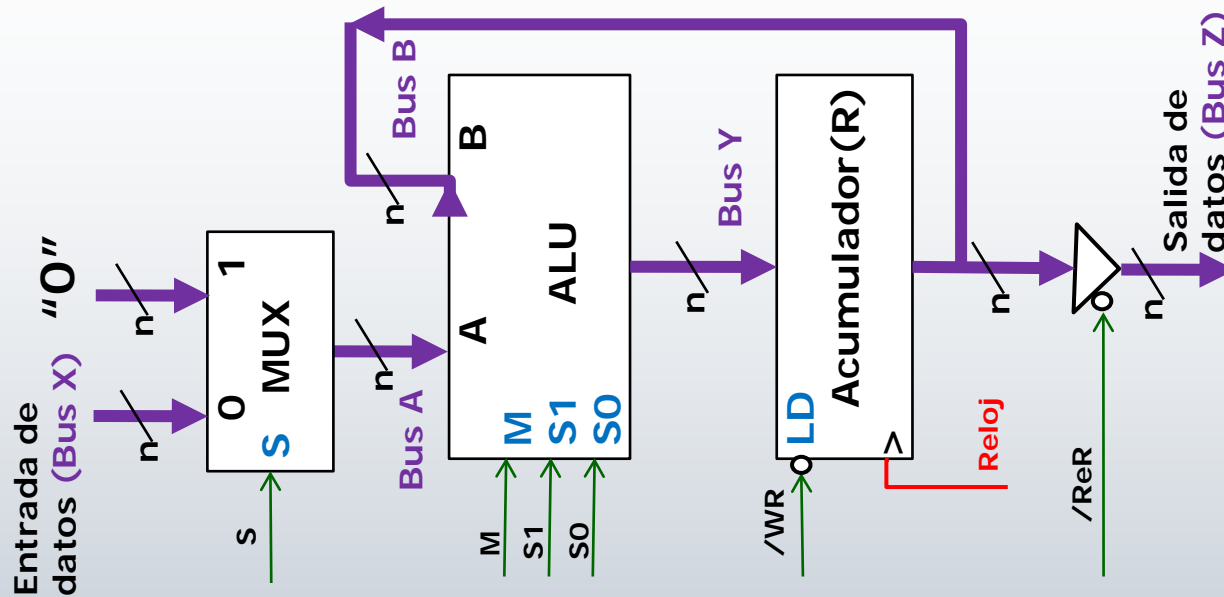 Entrada de
datos (Bus X)
"0"
n
n
0
1
S
MUX
s
n
Bus A
Bus B
n
A
B
M
S1
S0
ALU
M
S1
S0
n
Bus Y
LD
Acumulador(R)
>
/WR
Reloj
n
/ReR
n
Salida de
datos (Bus Z)